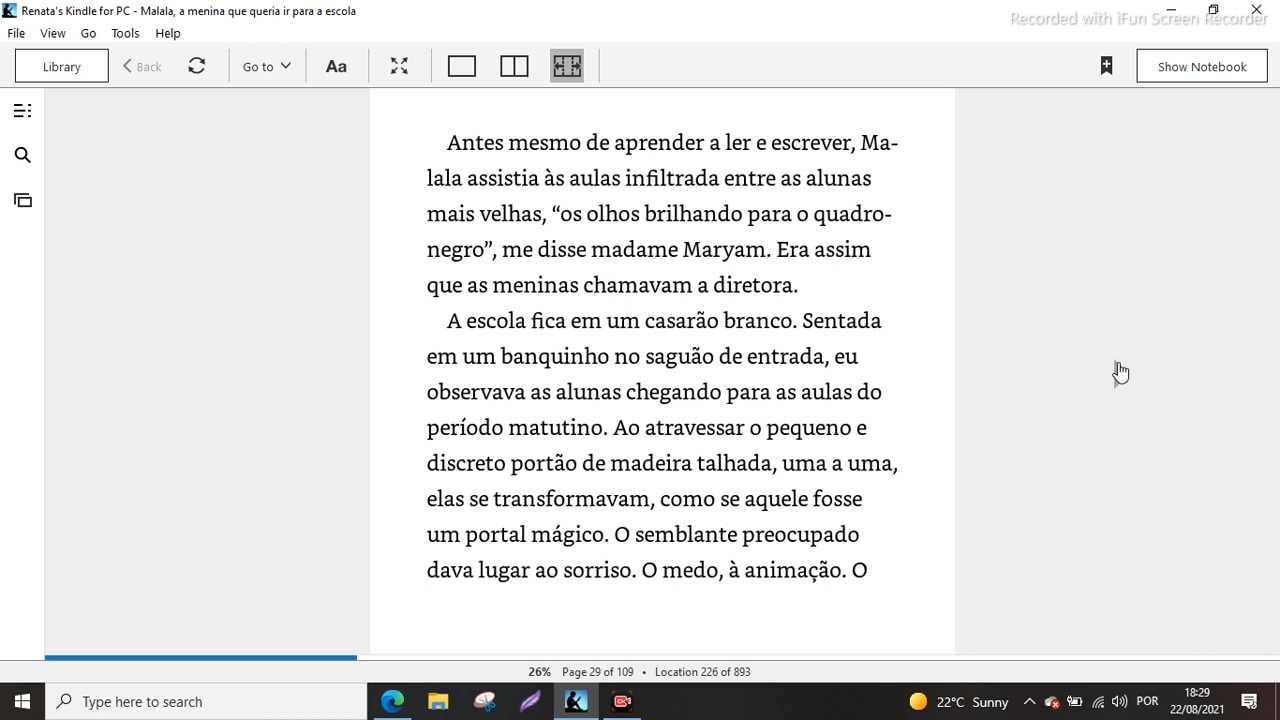 Renata's Kindle for PC - Malala, a menina que queria ir para a escola
Recorded with iFun Screen Recorder
File View Go Tools Help
Library Back Go to Aa Show Notebook
Antes mesmo de aprender a ler e escrever, Ma-
lala assistia às aulas infiltrada entre as alunas
mais velhas, “os olhos brilhando para o quadro-
negro”, me disse madame Maryam. Era assim
que as meninas chamavam a diretora.
A escola fica em um casarão branco. Sentada
em um banquinho no saguão de entrada, eu
observava as alunas chegando para as aulas do
período matutino. Ao atravessar o pequeno e
discreto portão de madeira talhada, uma a uma,
elas se transformavam, como se aquele fosse
um portal mágico. O semblante preocupado
dava lugar ao sorriso. O medo, à animação. O
26% Page 29 of 109 • Location 226 of 893
Type here to search
22°C Sunny
POR
18:29
22/08/2021